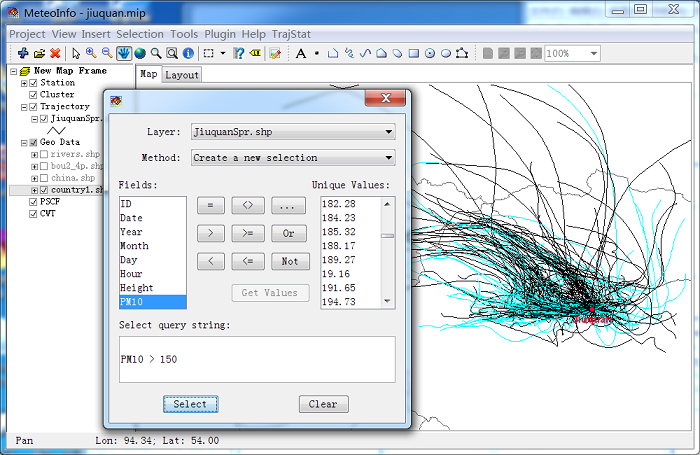 MeteoInfo - jiuquan.mip
Project View Insert Selection Tools Plugin Help TrajStat
A
100%
New Map Frame
Station
Cluster
Trajectory
JiuquanSpr.
Geo Data
rivers.shp
bou2_4p.shp
china.shp
country1.shp
PSCF
CWT
Map Layout
Layer: JiuquanSpr.shp
Method: Create a new selection
Fields:
ID
Date
Year
Month
Day
Hour
Height
PM10
= <> ...
> >= Or
< <= Not
Get Values
Unique Values:
182.28
184.23
185.32
188.17
189.27
19.16
191.65
194.73
Select query string:
PM10 > 150
Select Clear
Pan Lon: 94.34; Lat: 54.00